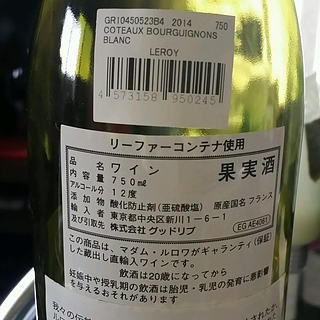 GR10450523B4 2014 750
COTEAUX BOURGUIGNONS
BLANC
LEROY
4573158 950245
リーファーコンテナ使用
品名 ワイン 果実酒
内容量 750㎖
アルコール分 12度
添加物 酸化防止剤(亜硫酸塩) 原産国名 フランス
輸入者 東京都中央区新川1-6-1
及び引取先 株式会社 グッドリブ EG AE4061
この商品は、マダム・ルロワがギャランティ(保証)
した蔵出し直輸入ワインです。
飲酒は20歳になってから
妊娠中や授乳期の飲酒は胎児・乳児の発育に悪影響
を与えるおそれがあります
我々の伝